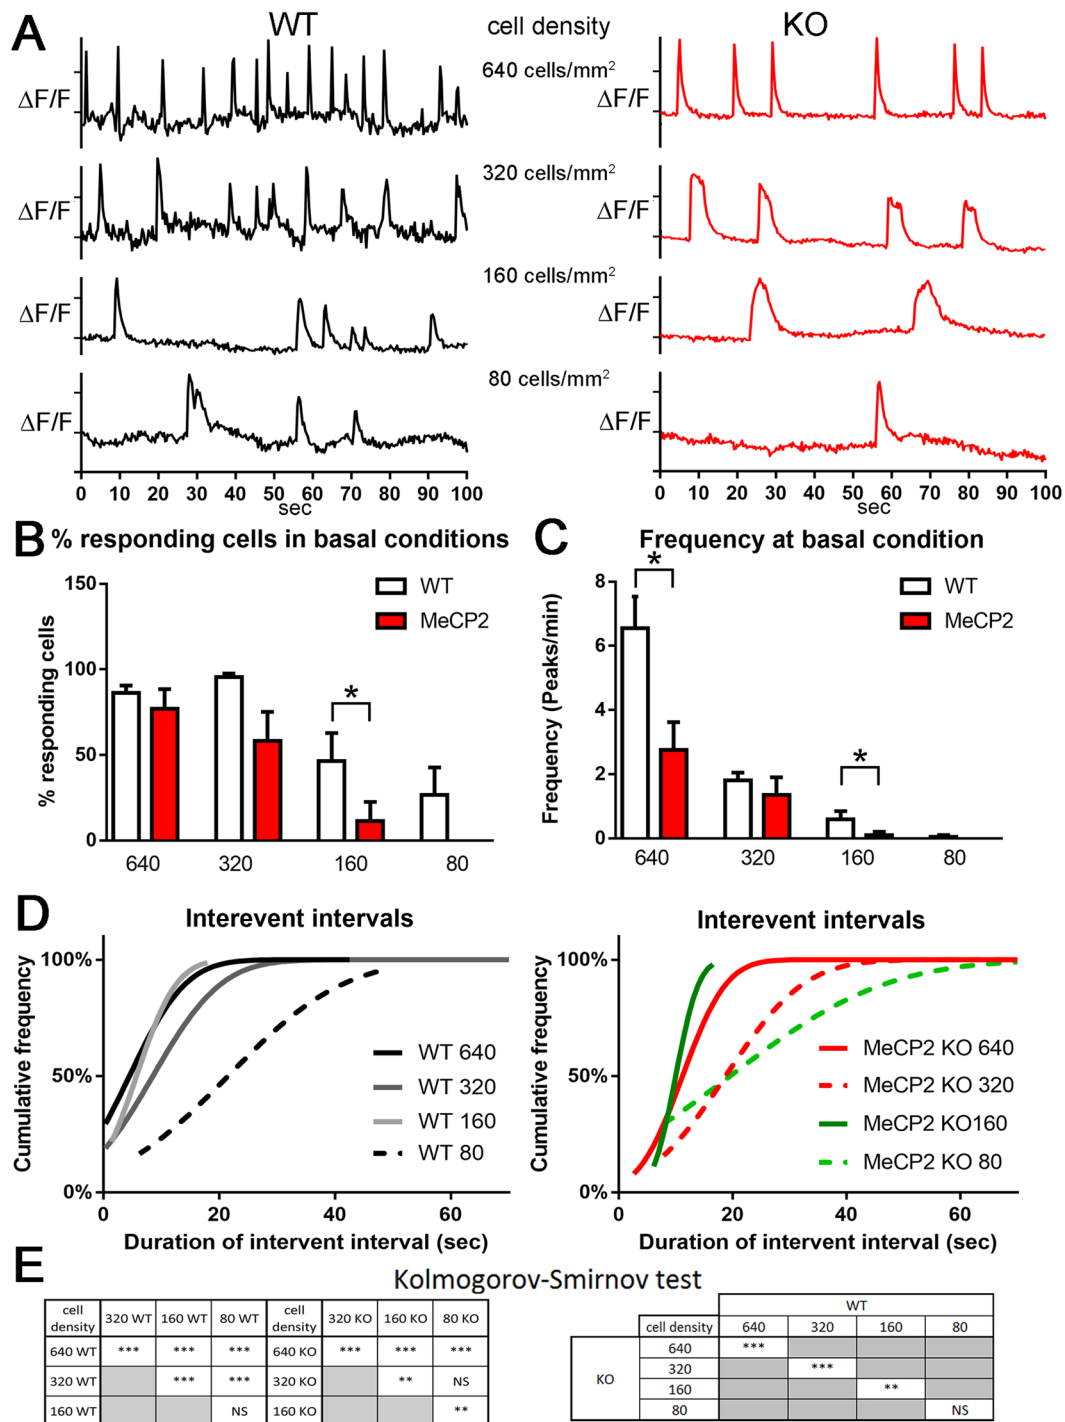 A
WT
cell density
KO
640 cells/mm²
ΔF/F
ΔF/F
320 cells/mm²
ΔF/F
ΔF/F
160 cells/mm²
ΔF/F
ΔF/F
80 cells/mm²
ΔF/F
ΔF/F
0 10 20 30 40 50 60 70 80 90 100
sec
0 10 20 30 40 50 60 70 80 90 100
sec
B
% responding cells in basal conditions
% responding cells
150
100
50
0
WT
MeCP2
*
640 320 160 80
C
Frequency at basal condition
Frequency (Peaks/min)
8
6
4
2
0
*
WT
MeCP2
*
640 320 160 80
D
Interevent intervals
Cumulative frequency
100%
50%
0%
WT 640
WT 320
WT 160
WT 80
0 20 40 60
Duration of intervent interval (sec)
Interevent intervals
Cumulative frequency
100%
50%
0%
MeCP2 KO 640
MeCP2 KO 320
MeCP2 KO160
MeCP2 KO 80
0 20 40 60
Duration of intervent interval (sec)
E
Kolmogorov-Smirnov test
cell density 320 WT 160 WT 80 WT cell density 320 KO 160 KO 80 KO
640 WT *** *** *** 640 KO *** *** ***
320 WT *** *** 320 KO ** NS
160 WT NS 160 KO **
WT
cell density 640 320 160 80
KO
640 ***
320 ***
160 **
80 NS